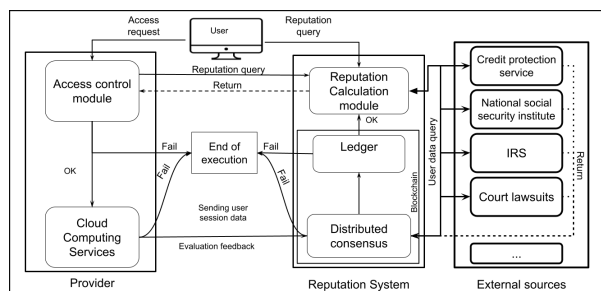 Access
request
User
Reputation
query
Access control
module
Reputation query
Return
Reputation
Calculation
module
Credit protection
service
National social
security institute
IRS
Court lawsuits
...
User data query
Return
OK
Fail
End of
execution
Fail
Ledger
OK
Fail
Fail
Blockchain
Cloud
Computing
Services
Sending user
session data
Evaluation feedback
Distributed
consensus
Provider
Reputation System
External sources